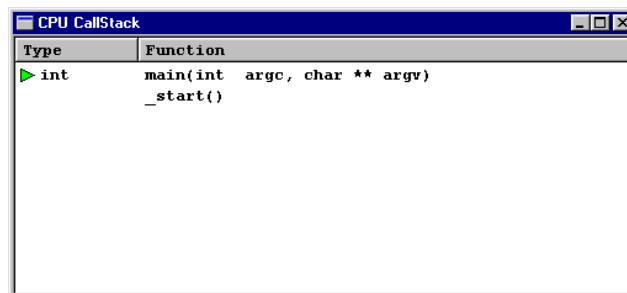 CPU CallStack
Type Function
int main(int argc, char ** argv)
_start()